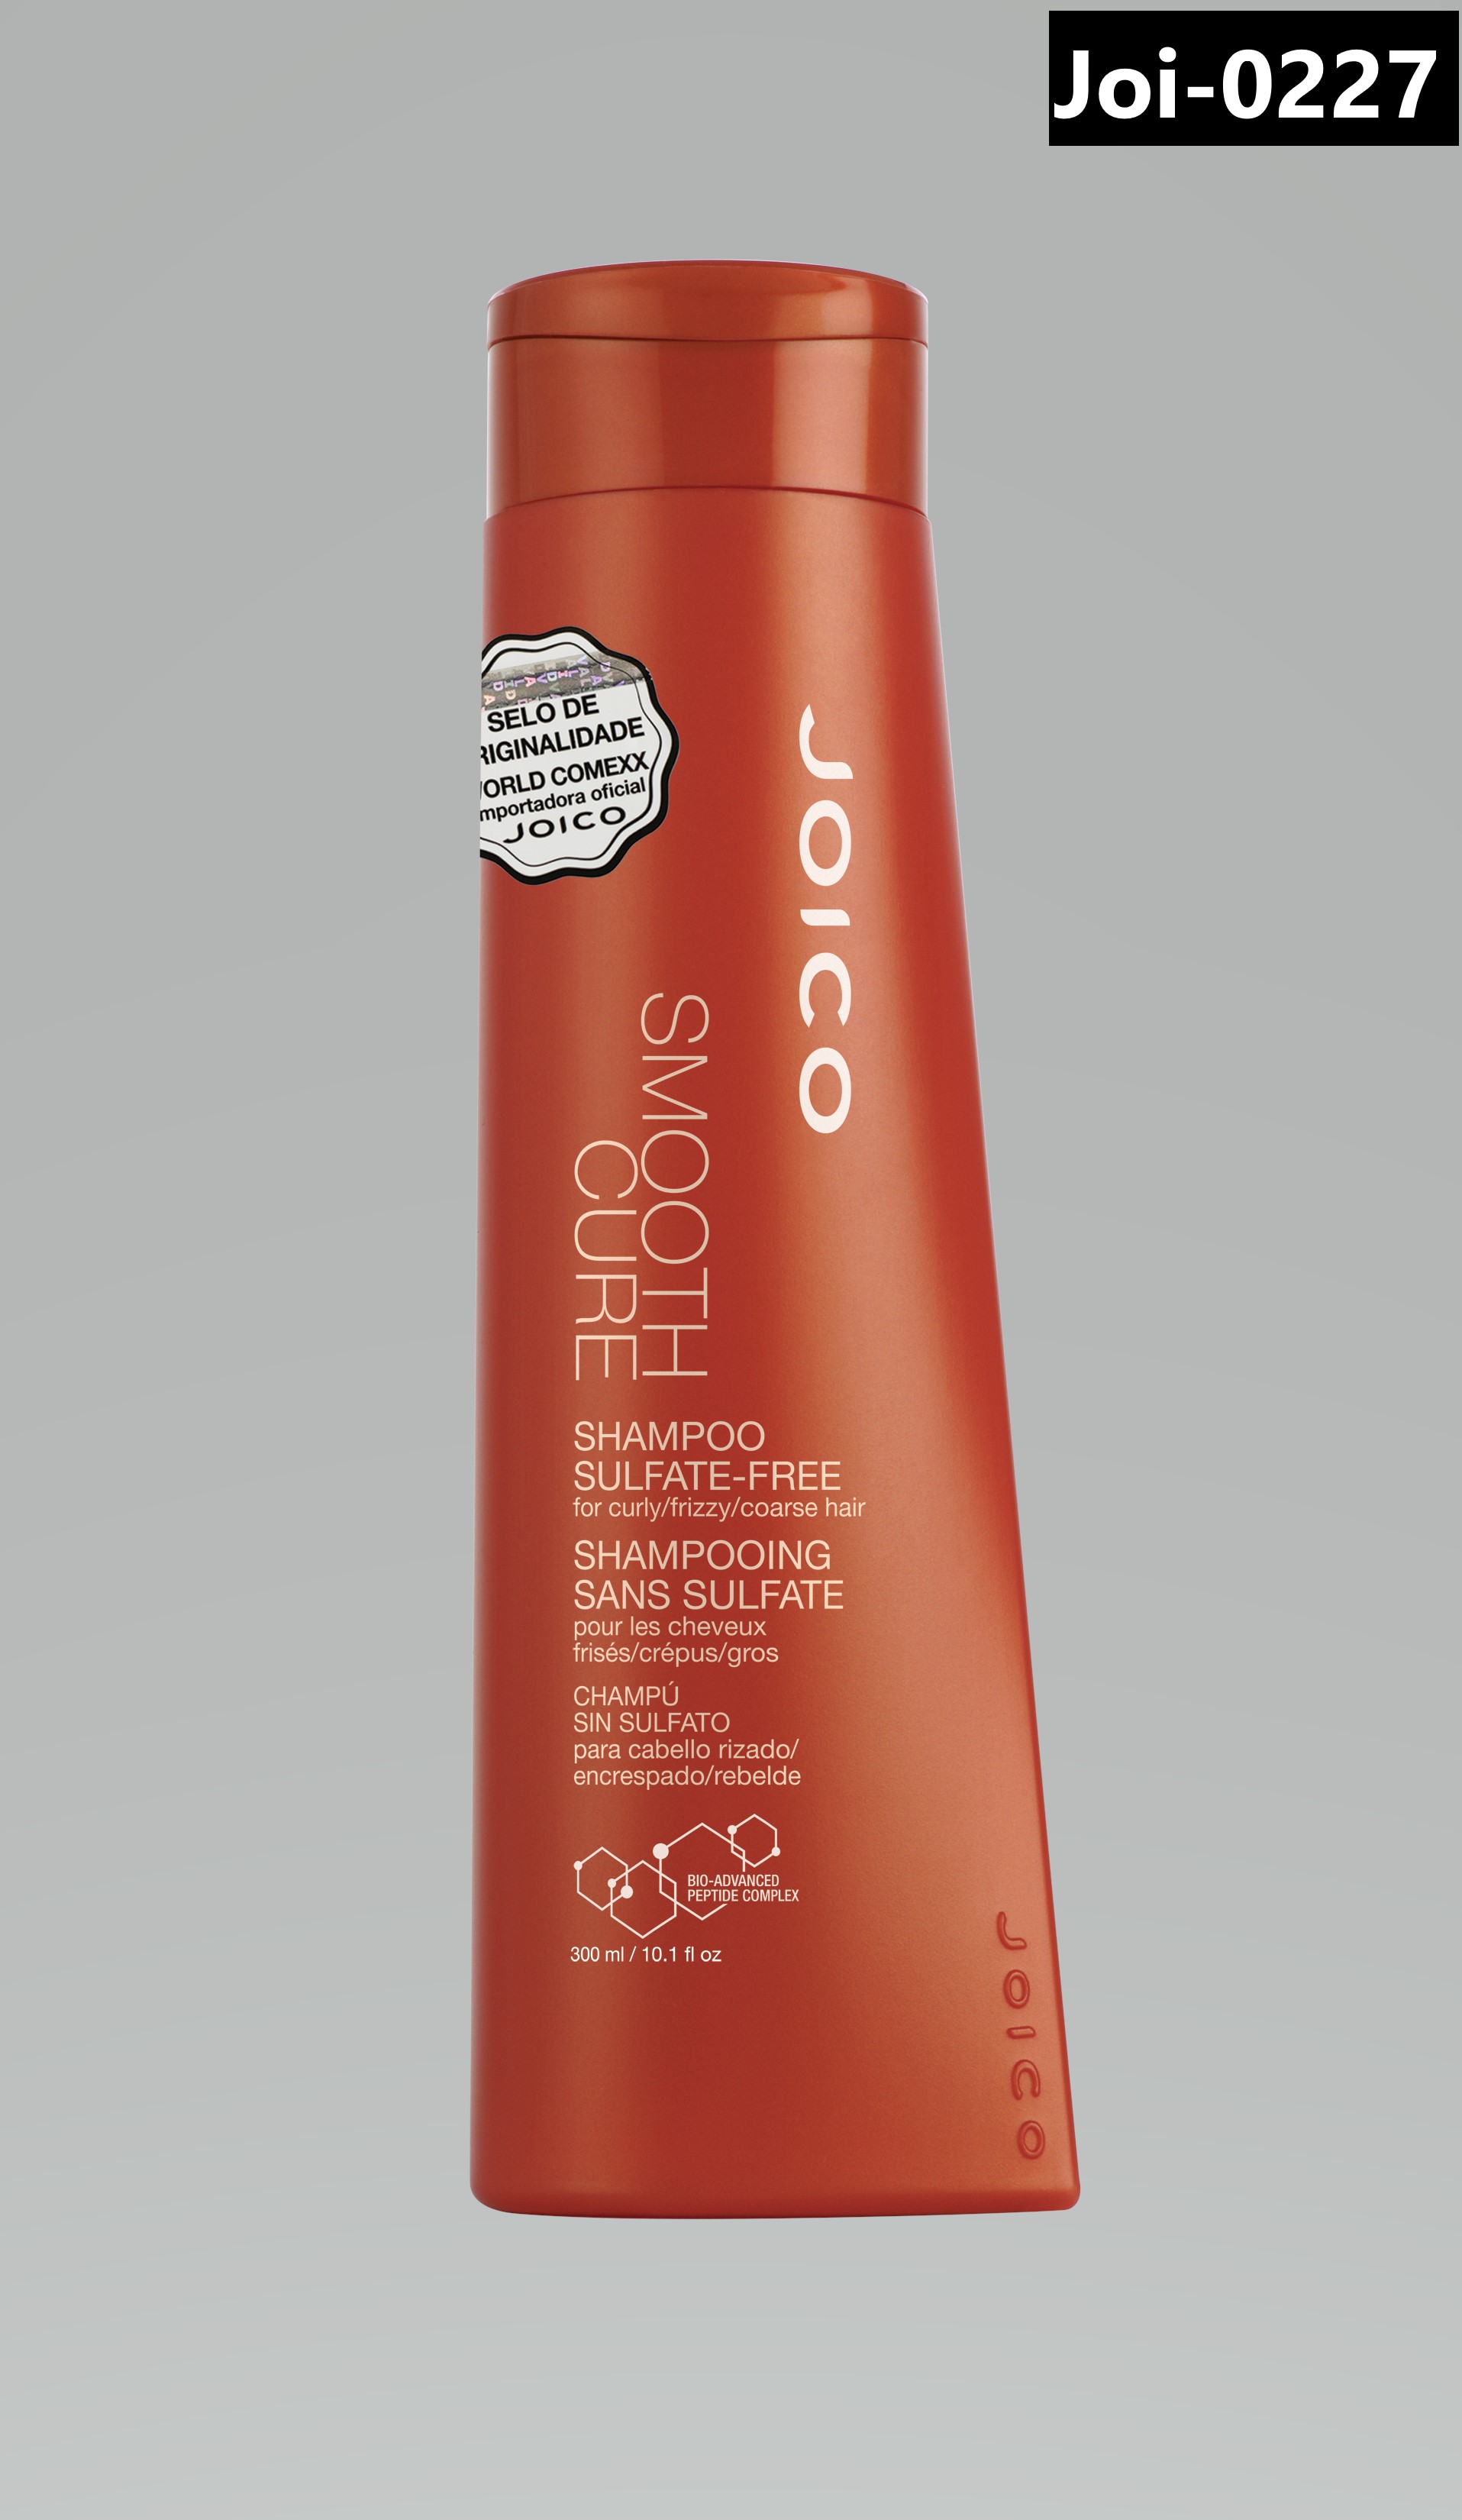 Joi-0227
SELO DE
RIGINALIDADE
ORLD COMEXX
mportadora oficial
JOICO
JOICO
SMOOTH
CURE
SHAMPOO
SULFATE-FREE
for curly/frizzy/coarse hair
SHAMPOOING
SANS SULFATE
pour les cheveux
frisés/crépus/gros
CHAMPÚ
SIN SULFATO
para cabello rizado/
encrespado/rebelde
BIO-ADVANCED
PEPTIDE COMPLEX
300 ml / 10.1 fl oz
JOICO